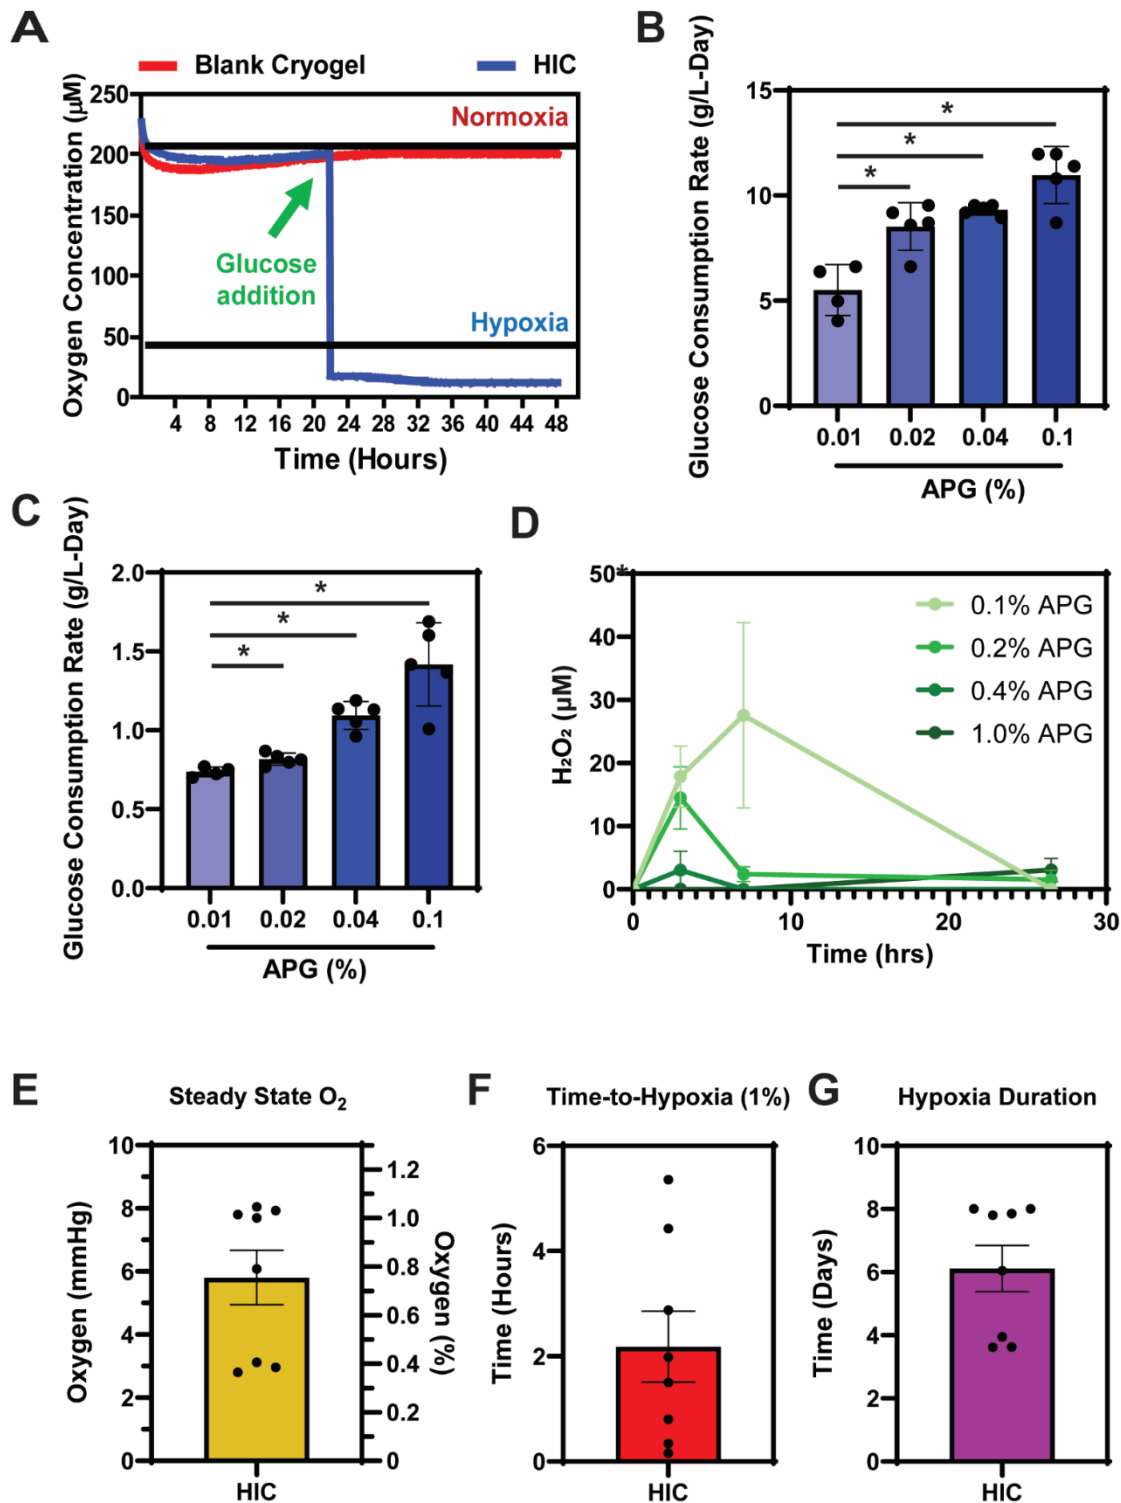 A
Blank Cryogel
HIC
Oxygen Concentration (µM)
250
200
150
100
50
0
Normoxia
Glucose
addition
Hypoxia
4 8 12 16 20 24 28 32 36 40 44 48
Time (Hours)
B
Glucose Consumption Rate (g/L-Day)
15
10
5
0
*
*
*
0.01 0.02 0.04 0.1
APG (%)
C
Glucose Consumption Rate (g/L-Day)
2.0
1.5
1.0
0.5
0.0
*
*
*
0.01 0.02 0.04 0.1
APG (%)
D
H₂O₂ (µM)
50*
40
30
20
10
0
0.1% APG
0.2% APG
0.4% APG
1.0% APG
0 10 20 30
Time (hrs)
E
Steady State O₂
Oxygen (mmHg)
10
8
6
4
2
0
1.2
1.0
0.8
0.6
0.4
0.2
0
Oxygen (%)
HIC
F
Time-to-Hypoxia (1%)
Time (Hours)
6
4
2
0
HIC
G
Hypoxia Duration
Time (Days)
10
8
6
4
2
0
HIC